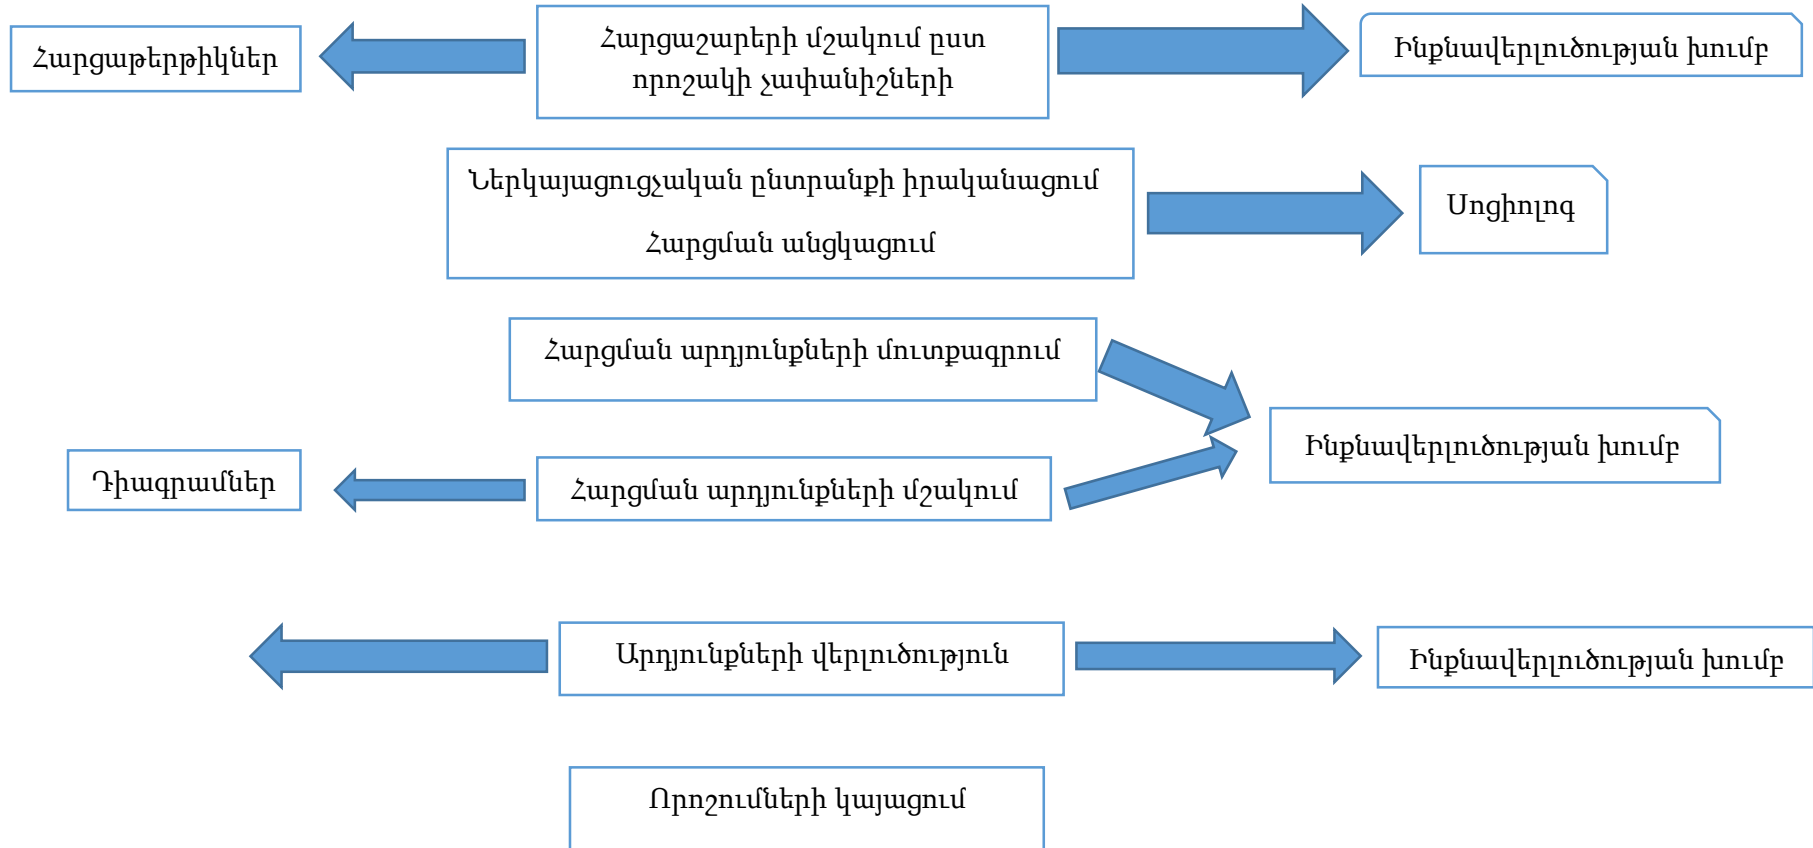 Հարցաթերթիկներ
Հարցաշարերի մշակում ըստ
որոշակի չափանիշների
Ինքնավերլուծության խումբ
Ներկայացուցչական ընտրանքի իրականացում
Հարցման անցկացում
Սոցիոլոգ
Հարցման արդյունքների մուտքագրում
Ինքնավերլուծության խումբ
Դիագրամներ
Հարցման արդյունքների մշակում
Արդյունքների վերլուծություն
Ինքնավերլուծության խումբ
Որոշումների կայացում